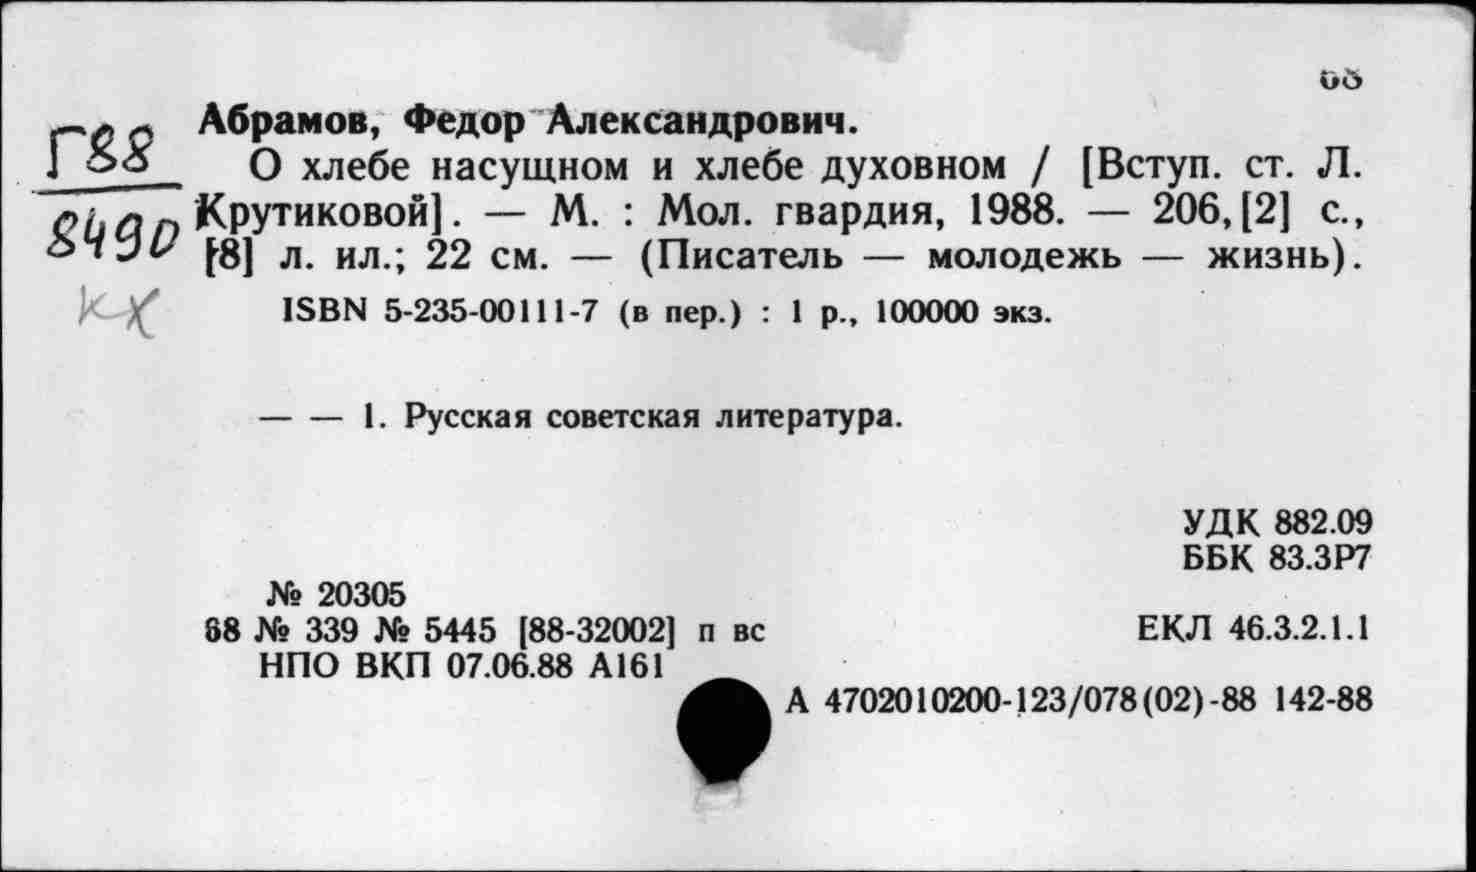 Абрамов, Федор Александрович.
Г88
О хлебе насущном и хлебе духовном / [Вступ. ст. Л.
8490
Крутиковой]. — М. : Мол. гвардия, 1988. — 206, [2] с.,
[8] л. ил.; 22 см. — (Писатель — молодежь — жизнь).
кх
ISBN 5-235-00111-7 (в пер.) : 1 р., 100000 экз.
— — 1. Русская советская литература.
УДК 882.09
ББК 83.3Р7
№ 20305
88 № 339 № 5445 [88-32002] п вс
ЕКЛ 46.3.2.1.1
НПО ВКП 07.06.88 А161
А 4702010200-123/078(02)-88 142-88